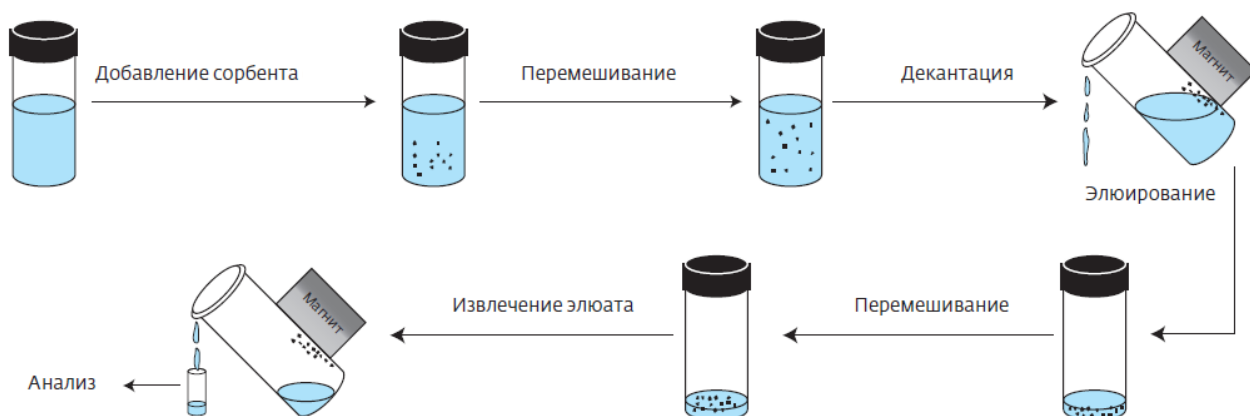 Добавление сорбента
Перемешивание
Декантация
Магнит
Элюирование
Перемешивание
Извлечение элюата
Магнит
Анализ